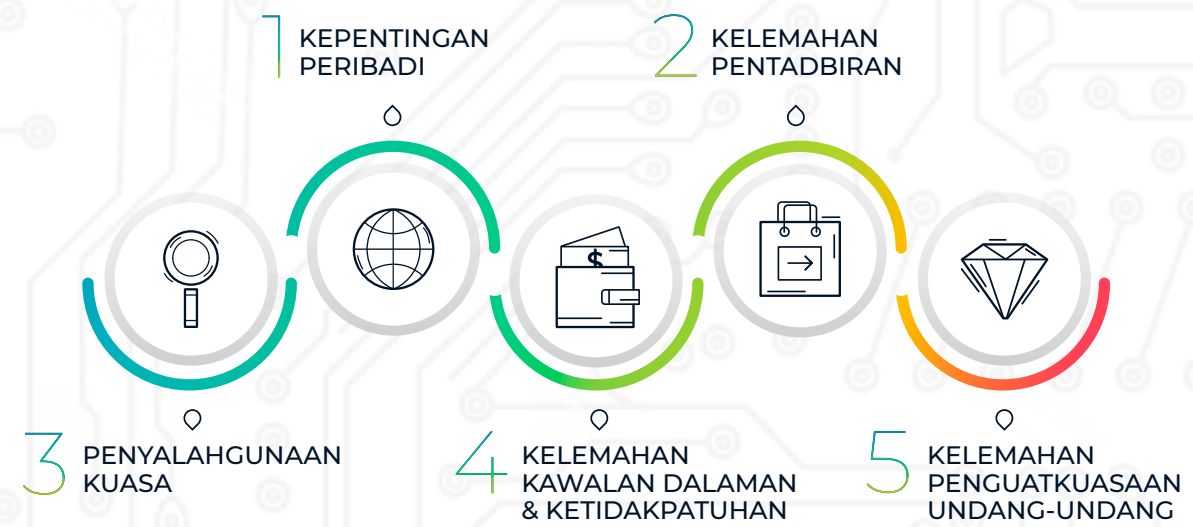 1 KEPENTINGAN
PERIBADI
2 KELEMAHAN
PENTADBIRAN
$
3 PENYALAHGUNAAN
KUASA
4 KELEMAHAN
KAWALAN DALAMAN
& KETIDAKPATUHAN
5 KELEMAHAN
PENGUATKUASAAN
UNDANG-UNDANG